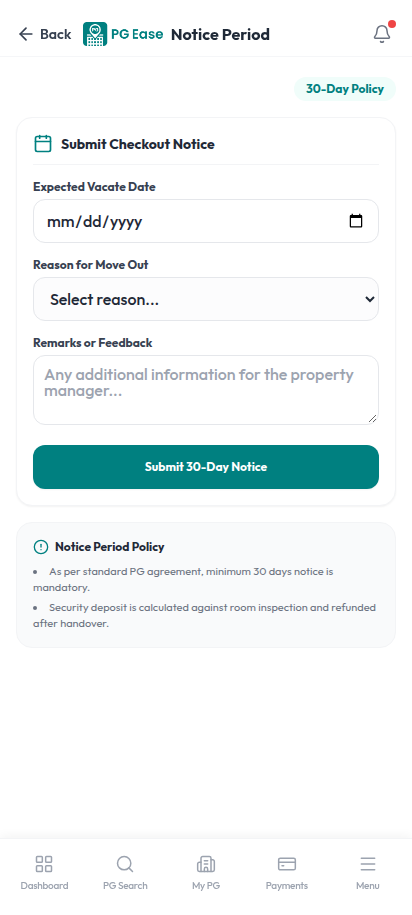 Back PG PG Ease Notice Period
30-Day Policy
Submit Checkout Notice
Expected Vacate Date
mm/dd/yyyy
Reason for Move Out
Select reason...
Remarks or Feedback
Any additional information for the property
manager...
Submit 30-Day Notice
Notice Period Policy
• As per standard PG agreement, minimum 30 days notice is
mandatory.
• Security deposit is calculated against room inspection and refunded
after handover.
Dashboard PG Search My PG Payments Menu